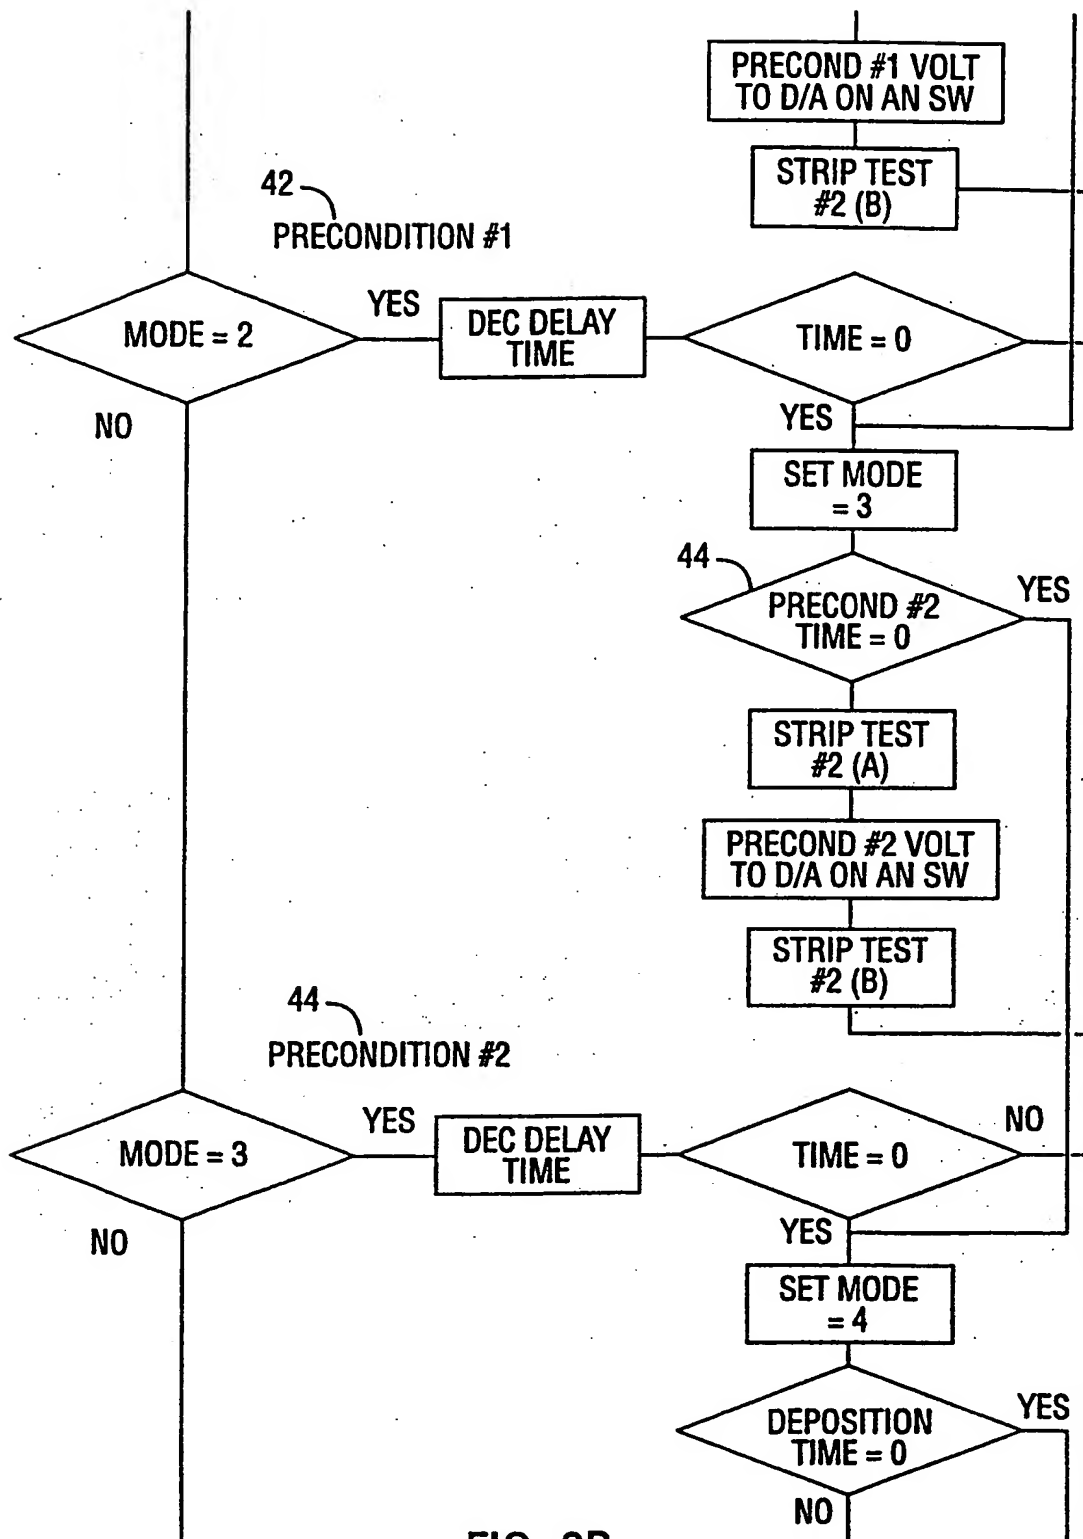 PRECOND #1 VOLT
TO D/A ON AN SW
STRIP TEST
#2 (B)
42
PRECONDITION #1
MODE = 2
YES
DEC DELAY
TIME
TIME = 0
NO
YES
SET MODE
= 3
44
PRECOND #2
TIME = 0
YES
STRIP TEST
#2 (A)
PRECOND #2 VOLT
TO D/A ON AN SW
STRIP TEST
#2 (B)
44
PRECONDITION #2
MODE = 3
YES
DEC DELAY
TIME
TIME = 0
NO
NO
YES
SET MODE
= 4
DEPOSITION
TIME = 0
YES
NO